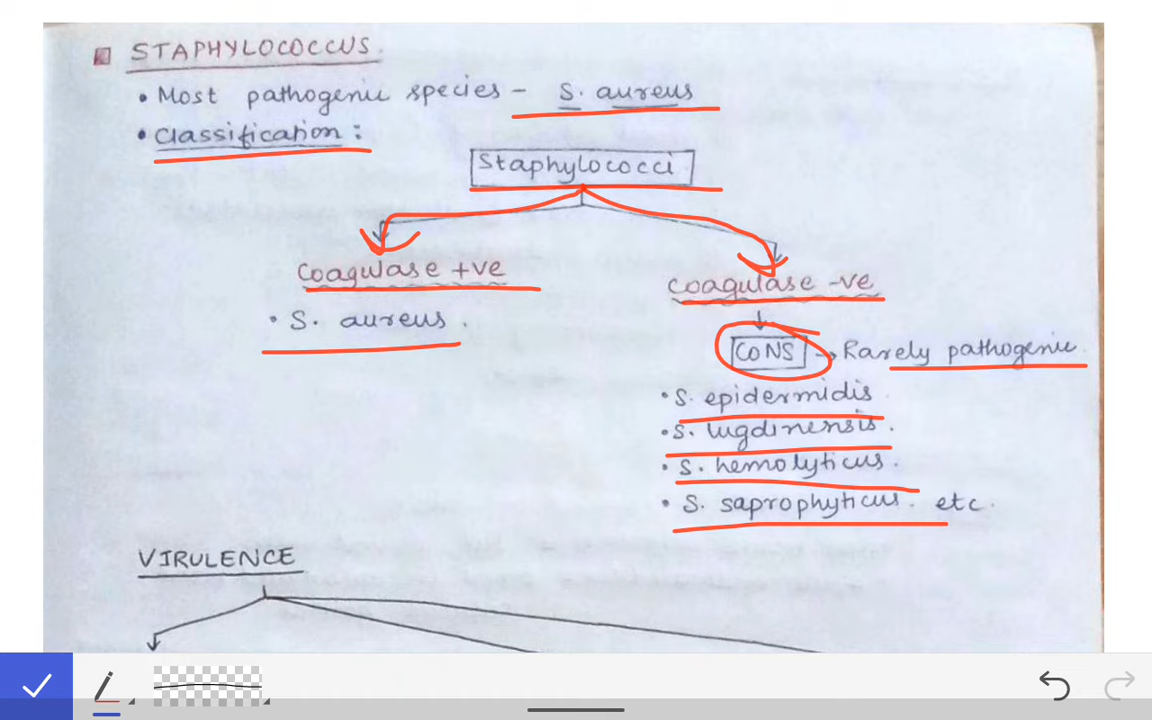 STAPHYLOCOCCUS.
• Most pathogenic species - S. aureus
• Classification:
Staphylococci
Coagulase +ve
Coagulase -ve
• S. aureus.
CONS → Rarely pathogenic.
• S. epidermidis
• S. lugdinensis.
• S. hemolyticus.
• S. saprophyticus. etc.
VIRULENCE